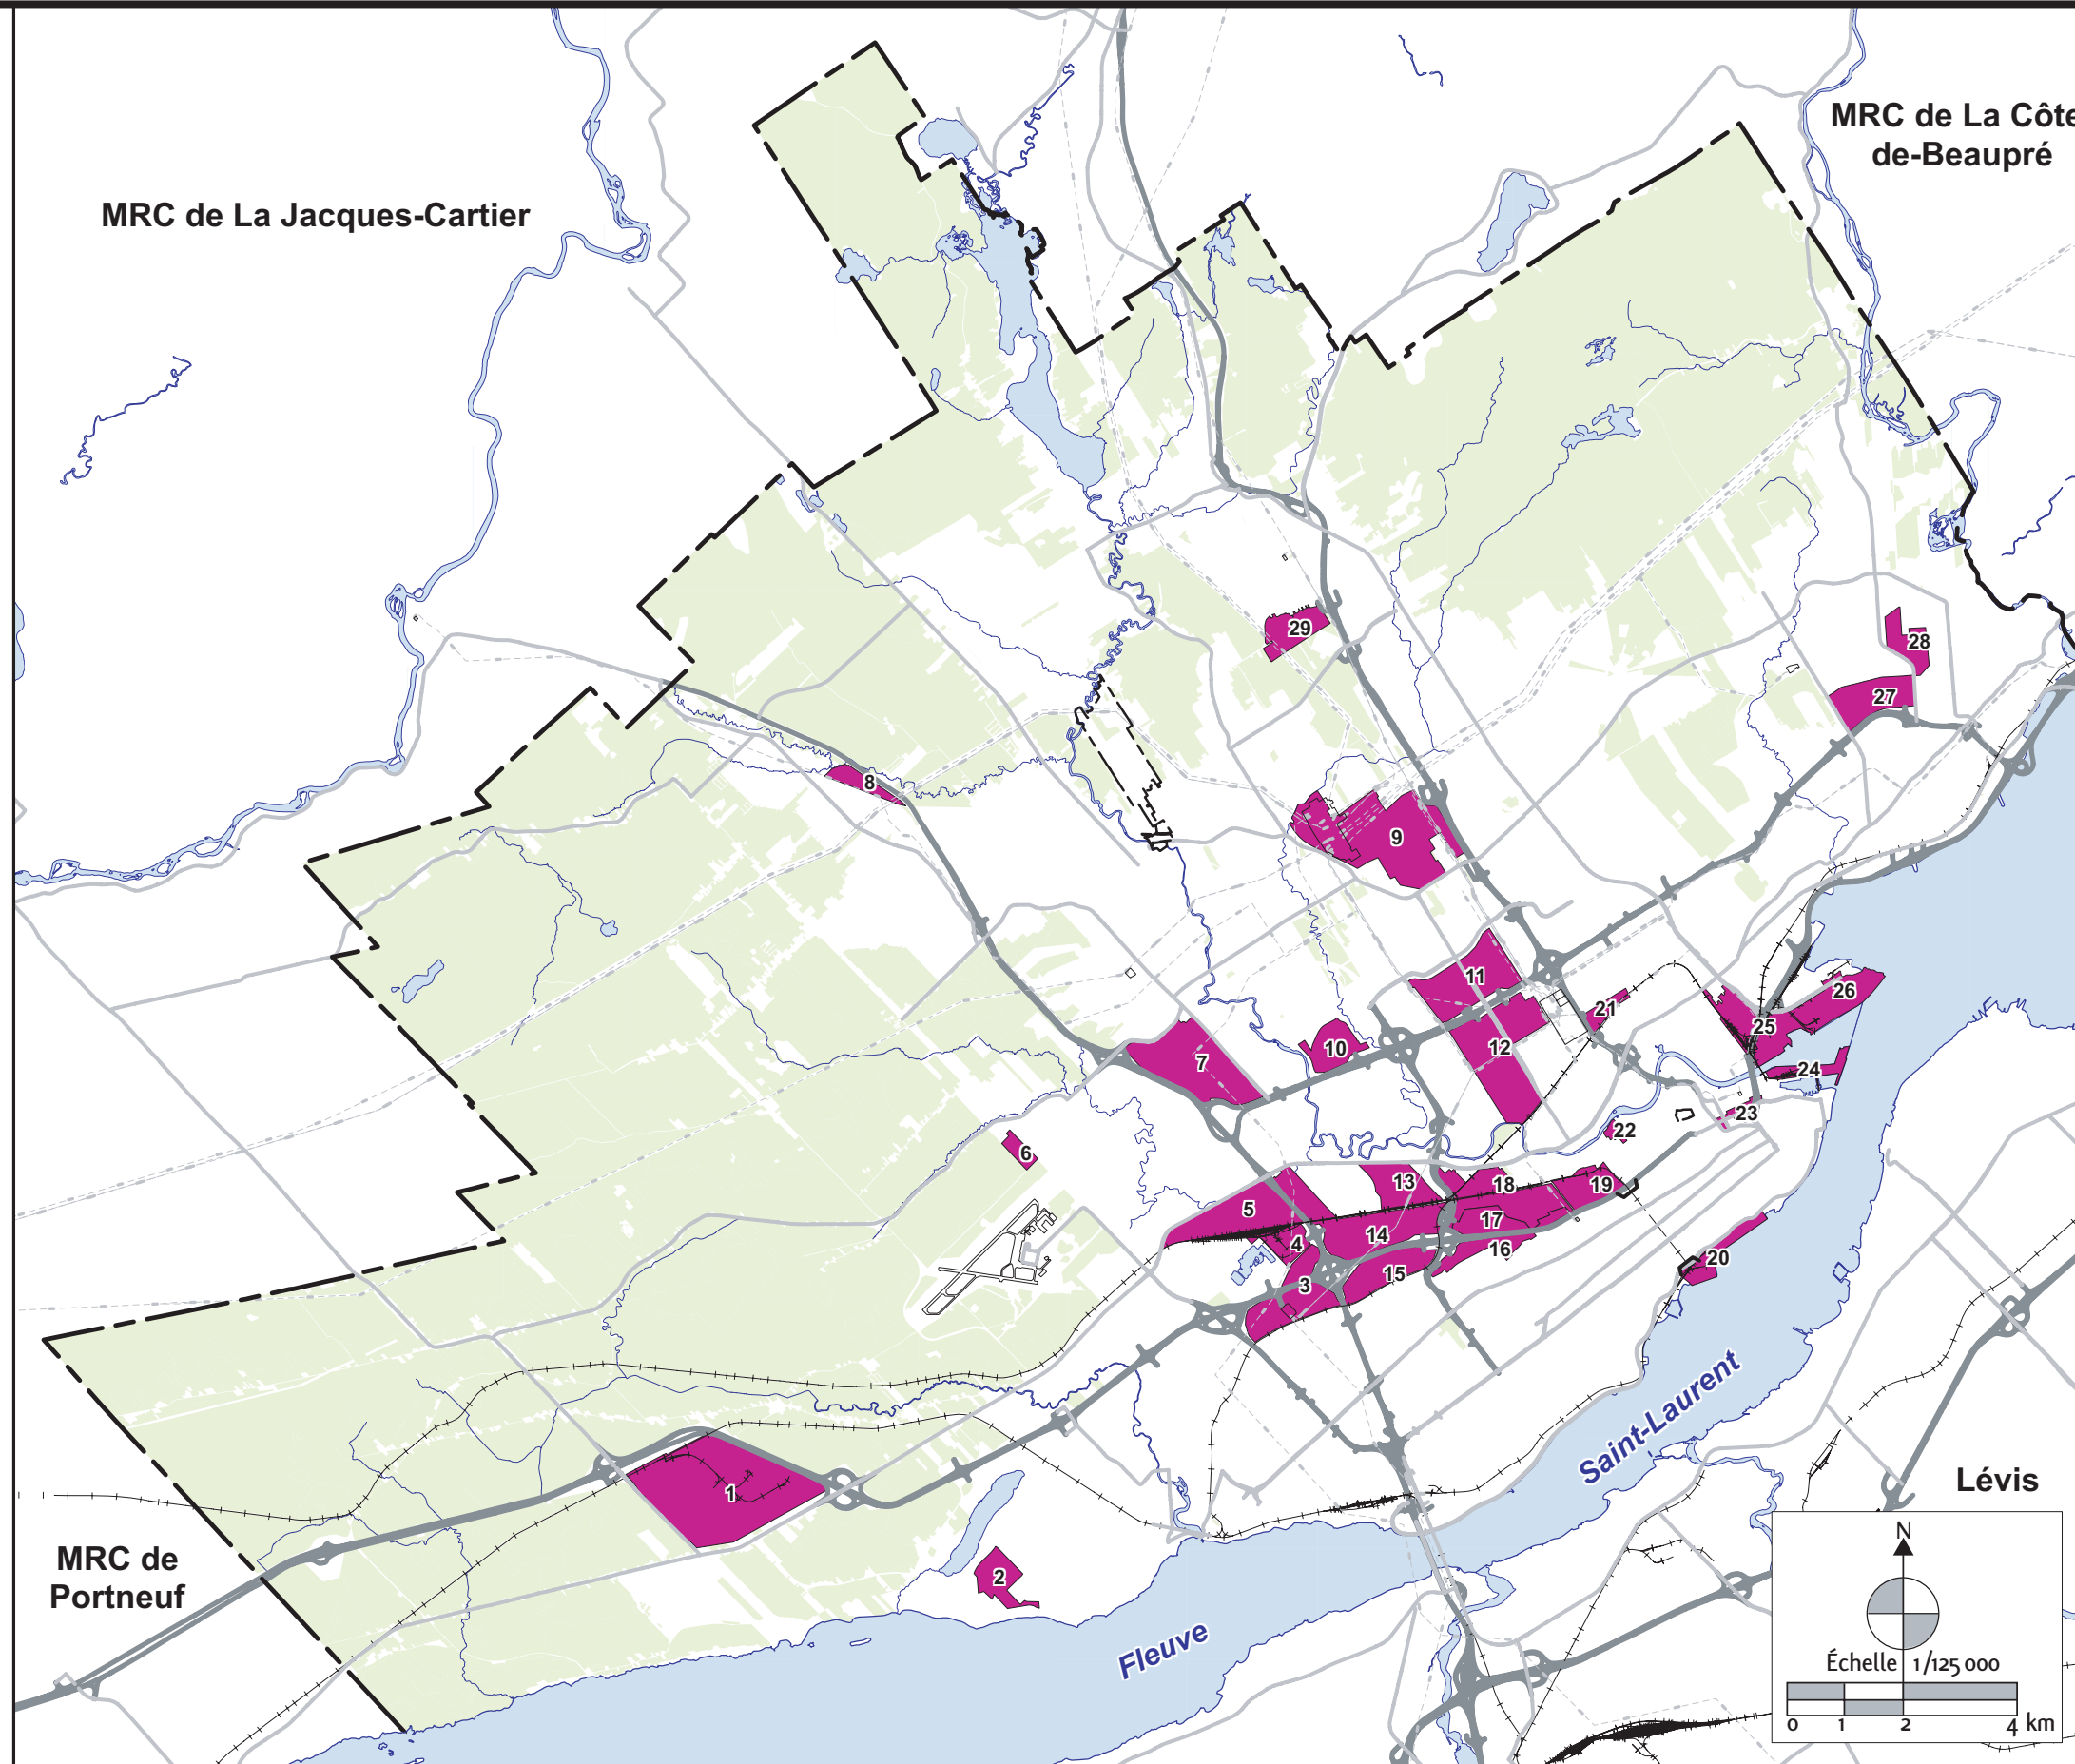 MRC de La Côte
de-Beaupré
MRC de La Jacques-Cartier
29
28
27
8
9
11
26
21
25
10
12
7
24
23
22
6
13
18
19
5
17
14
4
16
20
15
3
Saint-Laurent
Lévis
1
MRC de
Portneuf
2
Fleuve
N
Échelle 1/125 000
0 1 2 4 km